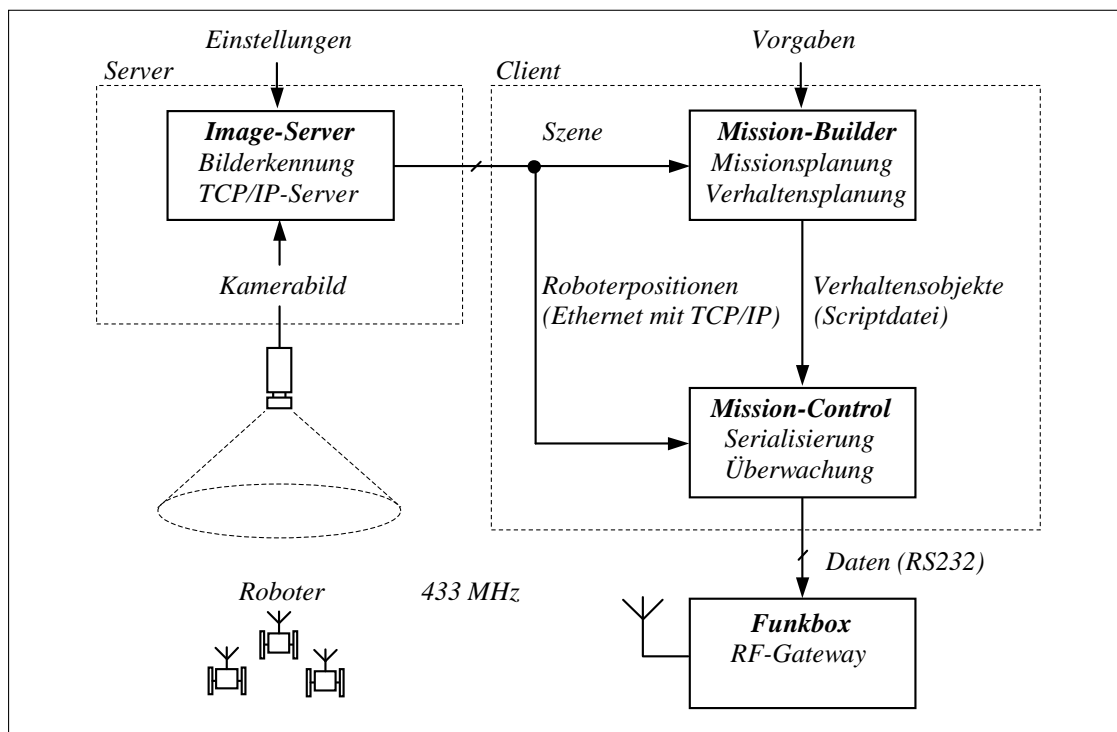 Einstellungen
Vorgaben
Server
Client
Image-Server
Bilderkennung
TCP/IP-Server
Szene
Mission-Builder
Missionsplanung
Verhaltensplanung
Kamerabild
Roboterpositionen
(Ethernet mit TCP/IP)
Verhaltensobjekte
(Scriptdatei)
Mission-Control
Serialisierung
Überwachung
Daten (RS232)
Roboter
433 MHz
Funkbox
RF-Gateway